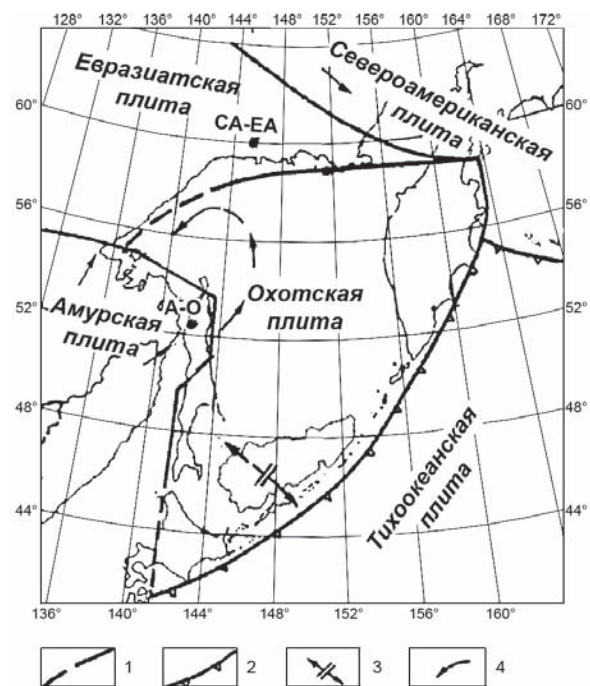 128° 132° 136° 140° 144° 148° 152° 156° 160° 164° 168° 172°
Евразиатская
плита
Североамериканская
плита
СА-ЕА
60°
60°
56°
56°
52°
52°
48°
48°
44°
44°
Охотская
плита
А-О
Амурская
плита
Тихоокеанская
плита
136° 140° 144° 148° 152° 156° 160°
1 2 3 4